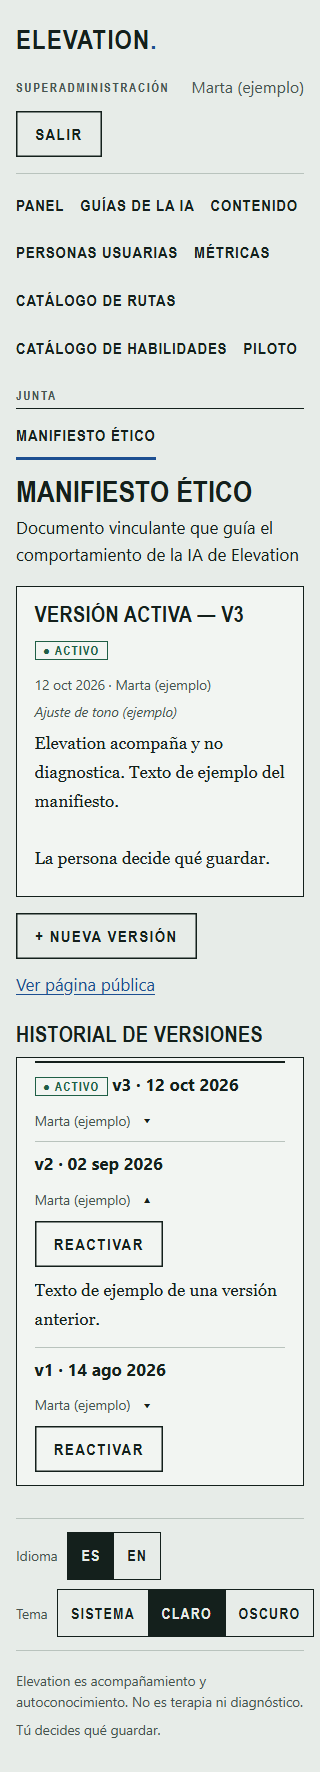 ELEVATION.
SUPERADMINISTRACIÓN Marta (ejemplo)
SALIR
PANEL GUÍAS DE LA IA CONTENIDO
PERSONAS USUARIAS MÉTRICAS
CATÁLOGO DE RUTAS
CATÁLOGO DE HABILIDADES PILOTO
JUNTA
MANIFIESTO ÉTICO
MANIFIESTO ÉTICO
Documento vinculante que guía el
comportamiento de la IA de Elevation
VERSIÓN ACTIVA — V3
● ACTIVO
12 oct 2026 · Marta (ejemplo)
Ajuste de tono (ejemplo)
Elevation acompaña y no
diagnostica. Texto de ejemplo del
manifiesto.
La persona decide qué guardar.
+ NUEVA VERSIÓN
Ver página pública
HISTORIAL DE VERSIONES
● ACTIVO v3 · 12 oct 2026
Marta (ejemplo) ▾
v2 · 02 sep 2026
Marta (ejemplo) ▴
REACTIVAR
Texto de ejemplo de una versión
anterior.
v1 · 14 ago 2026
Marta (ejemplo) ▾
REACTIVAR
Idioma ES EN
Tema SISTEMA CLARO OSCURO
Elevation es acompañamiento y
autoconocimiento. No es terapia ni diagnóstico.
Tú decides qué guardar.